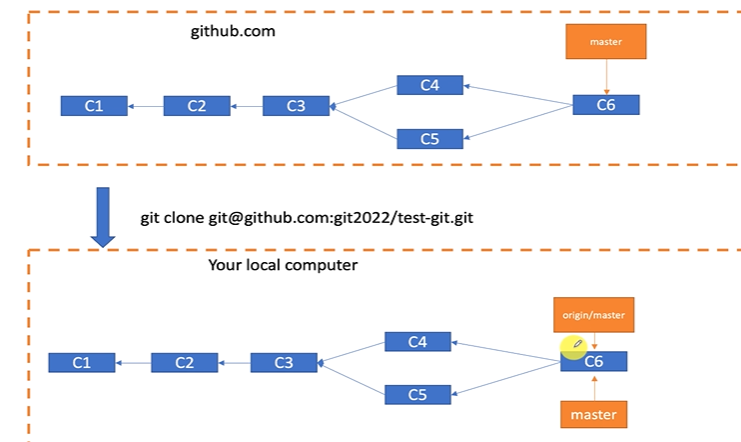 github.com
master
C4
C1
C2
C3
C6
C5
git clone git@github.com:git2022/test-git.git
Your local computer
origin/master
C4
C1
C2
C3
C6
C5
master